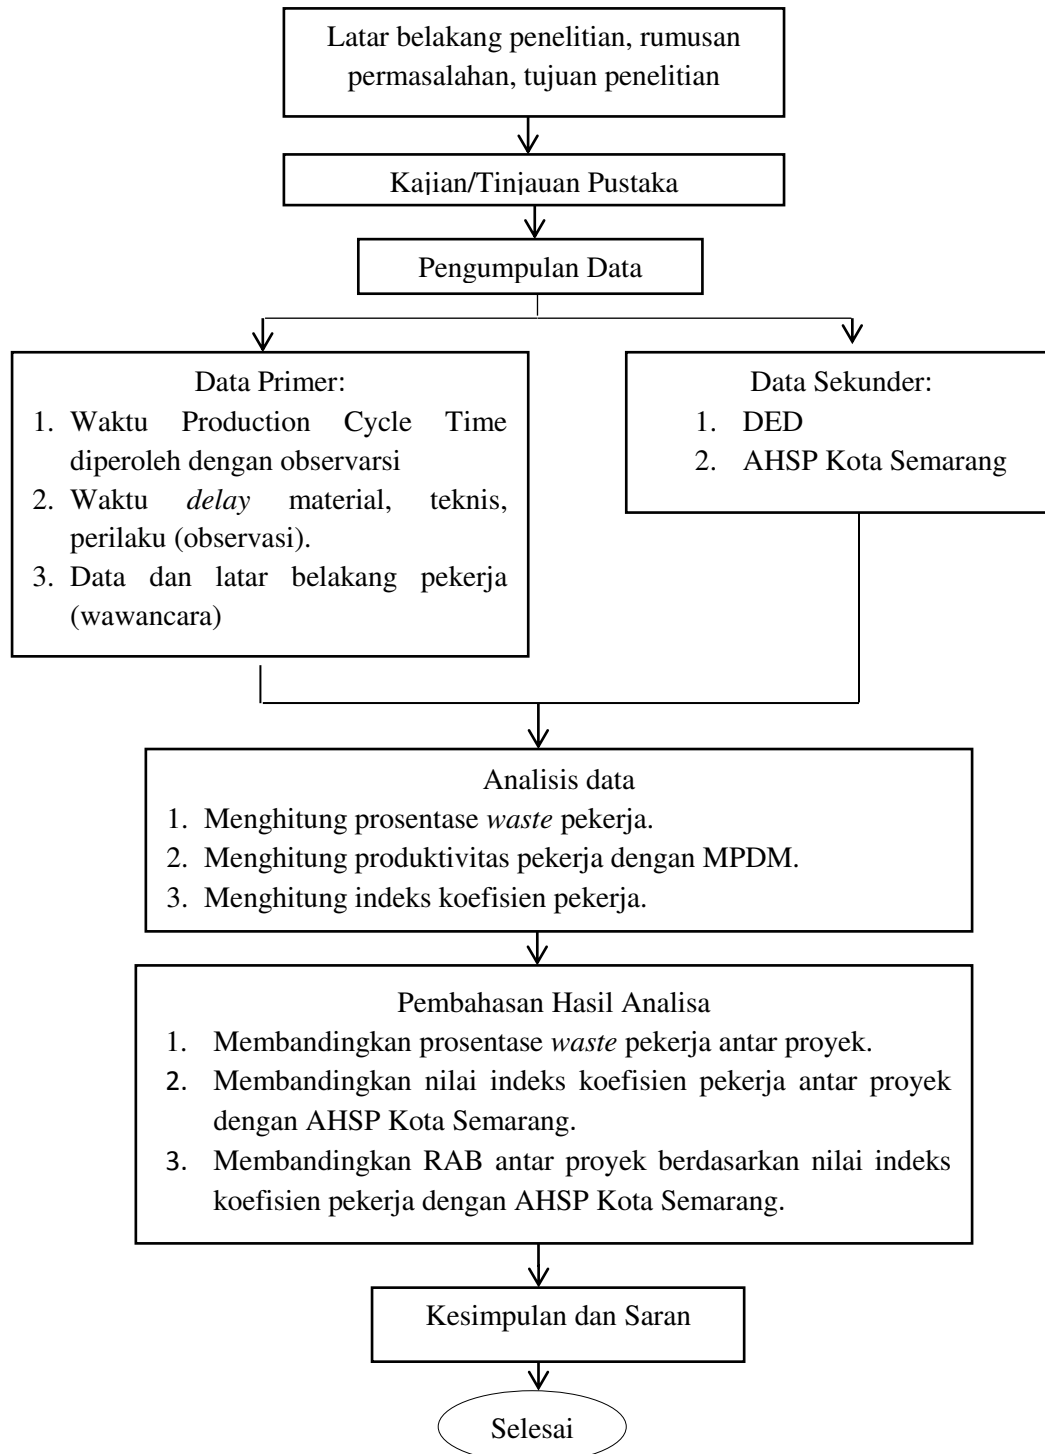 Latar belakang penelitian, rumusan
permasalahan, tujuan penelitian
Kajian/Tinjauan Pustaka
Pengumpulan Data
Data Primer:
1. Waktu Production Cycle Time
diperoleh dengan observarsi
2. Waktu delay material, teknis,
perilaku (observasi).
3. Data dan latar belakang pekerja
(wawancara)
Data Sekunder:
1. DED
2. AHSP Kota Semarang
Analisis data
1. Menghitung prosentase waste pekerja.
2. Menghitung produktivitas pekerja dengan MPDM.
3. Menghitung indeks koefisien pekerja.
Pembahasan Hasil Analisa
1. Membandingkan prosentase waste pekerja antar proyek.
2. Membandingkan nilai indeks koefisien pekerja antar proyek
dengan AHSP Kota Semarang.
3. Membandingkan RAB antar proyek berdasarkan nilai indeks
koefisien pekerja dengan AHSP Kota Semarang.
Kesimpulan dan Saran
Selesai